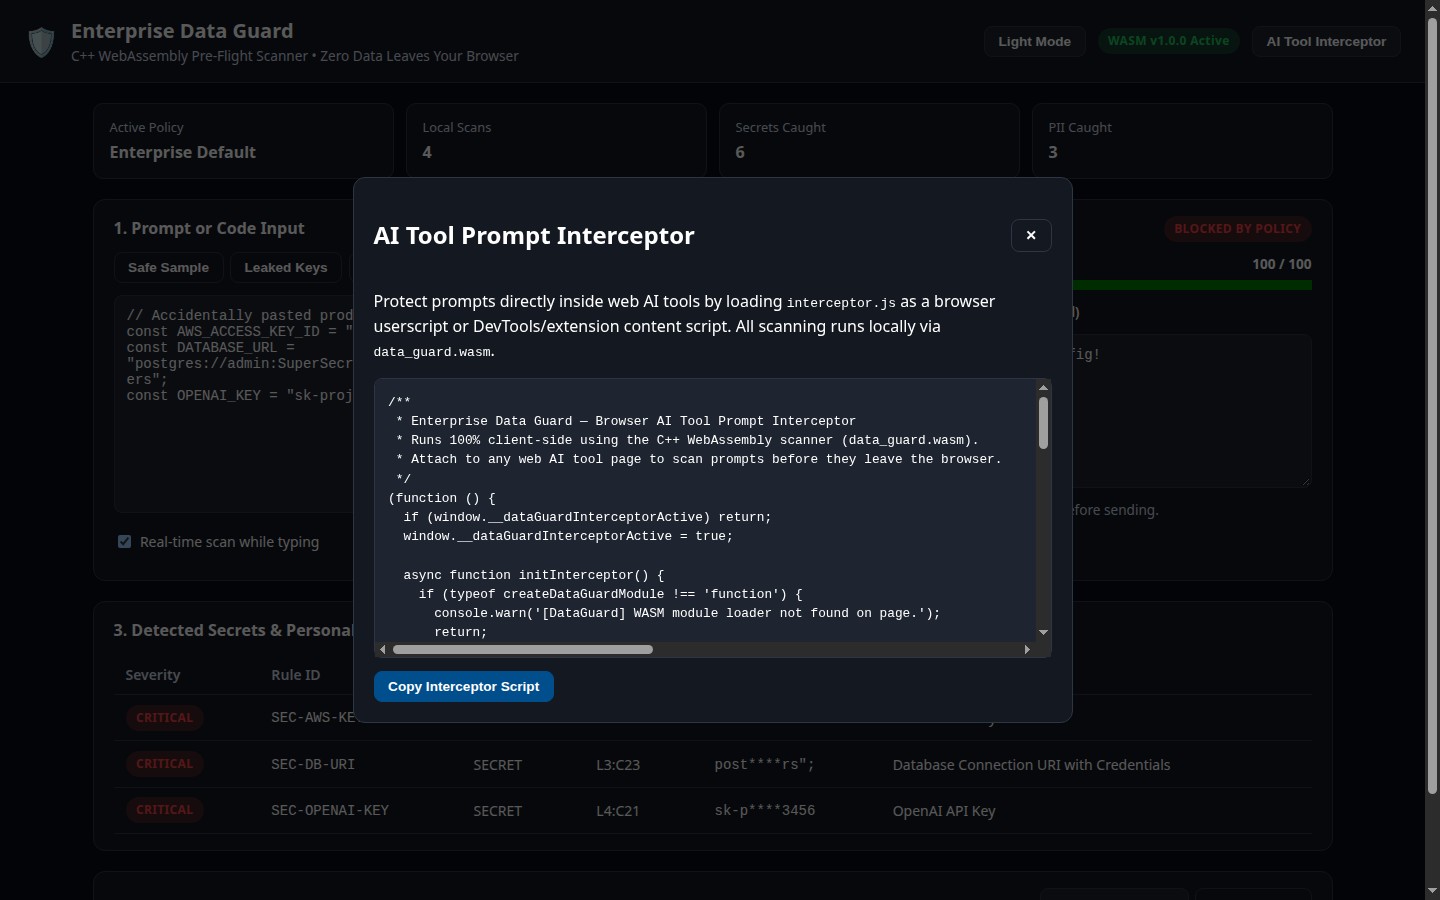 Enterprise Data Guard
C++ WebAssembly Pre-Flight Scanner • Zero Data Leaves Your Browser
Light Mode
WASM v1.0.0 Active
AI Tool Interceptor
Active Policy
Enterprise Default
Local Scans
4
Secrets Caught
6
PII Caught
3
1. Prompt or Code Input
Safe Sample
Leaked Keys
// Accidentally pasted prod
const AWS_ACCESS_KEY_ID = "
const DATABASE_URL =
"postgres://admin:SuperSecr
ers";
const OPENAI_KEY = "sk-proj
Real-time scan while typing
BLOCKED BY POLICY
100 / 100
fig!
efore sending.
AI Tool Prompt Interceptor
×
Protect prompts directly inside web AI tools by loading interceptor.js as a browser
userscript or DevTools/extension content script. All scanning runs locally via
data_guard.wasm.
/**
* Enterprise Data Guard — Browser AI Tool Prompt Interceptor
* Runs 100% client-side using the C++ WebAssembly scanner (data_guard.wasm).
* Attach to any web AI tool page to scan prompts before they leave the browser.
*/
(function () {
if (window.__dataGuardInterceptorActive) return;
window.__dataGuardInterceptorActive = true;
async function initInterceptor() {
if (typeof createDataGuardModule !== 'function') {
console.warn('[DataGuard] WASM module loader not found on page.');
return;
Copy Interceptor Script
3. Detected Secrets & Persona
Severity
Rule ID
CRITICAL
SEC-AWS-KE
CRITICAL
SEC-DB-URI
SECRET
L3:C23
post****rs";
Database Connection URI with Credentials
CRITICAL
SEC-OPENAI-KEY
SECRET
L4:C21
sk-p****3456
OpenAI API Key